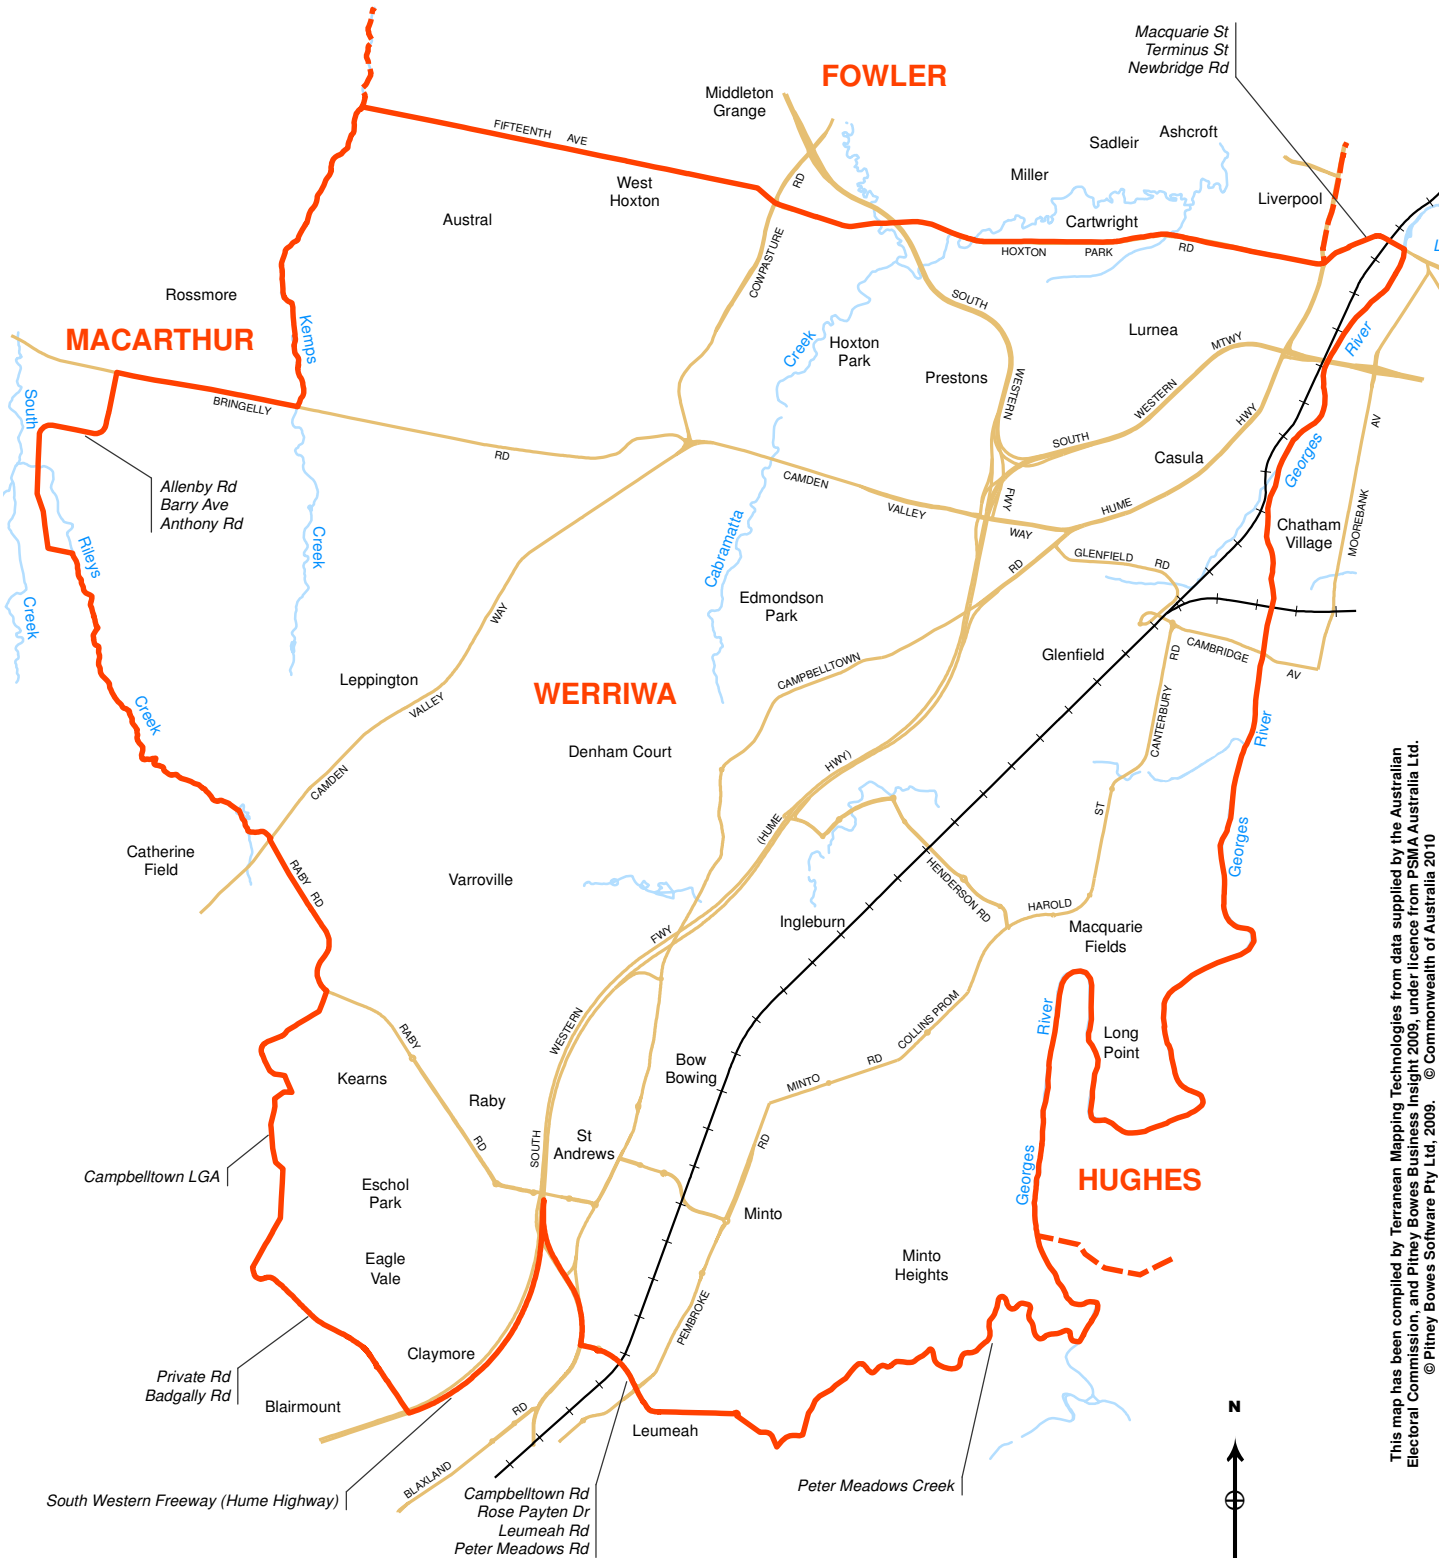 Macquarie St
Terminus St
Newbridge Rd
FOWLER
Middleton
Grange
FIFTEENTH AVE
RD
Sadleir
Ashcroft
Miller
West
Hoxton
Liverpool
Austral
Cartwright
COWPASTURE
HOXTON PARK RD
L
Rossmore
SOUTH
Kemps
MACARTHUR
Creek
Hoxton
Park
Lurnea
MTWY
River
Prestons
WESTERN
WESTERN
South
BRINGELLY
HWY
AV
RD
SOUTH
Casula
Georges
CAMDEN
VALLEY
WAY
FWY
HUME
Allenby Rd
Barry Ave
Anthony Rd
MOOREBANK
Chatham
Village
Rileys
Creek
Cabramatta
GLENFIELD RD
RD
Creek
Edmondson
Park
WAY
Glenfield
RD
CAMBRIDGE
AV
Leppington
CAMPBELLTOWN
WERRIWA
VALLEY
Creek
CANTERBURY
River
Denham Court
HWY)
CAMDEN
ST
(HUME
Georges
Catherine
Field
RABY RD
Varroville
HENDERSON RD
HAROLD
Ingleburn
Macquarie
Fields
FWY
River
COLLINS PROM
WESTERN
RABY
Long
Point
Bow
Bowing
RD
Kearns
MINTO
Raby
RD
RD
St
Andrews
SOUTH
Campbelltown LGA
Georges
HUGHES
Eschol
Park
Minto
Eagle
Vale
Minto
Heights
PEMBROKE
Claymore
Private Rd
Badgally Rd
Blairmount
RD
Leumeah
BLAXLAND
South Western Freeway (Hume Highway)
Campbelltown Rd
Rose Payten Dr
Leumeah Rd
Peter Meadows Rd
Peter Meadows Creek
N
This map has been compiled by Terranean Mapping Technologies from data supplied by the Australian
Electoral Commission, and Pitney Bowes Business Insight 2009, under licence from PSMA Australia Ltd.
© Pitney Bowes Software Pty Ltd, 2009. © Commonwealth of Australia 2010